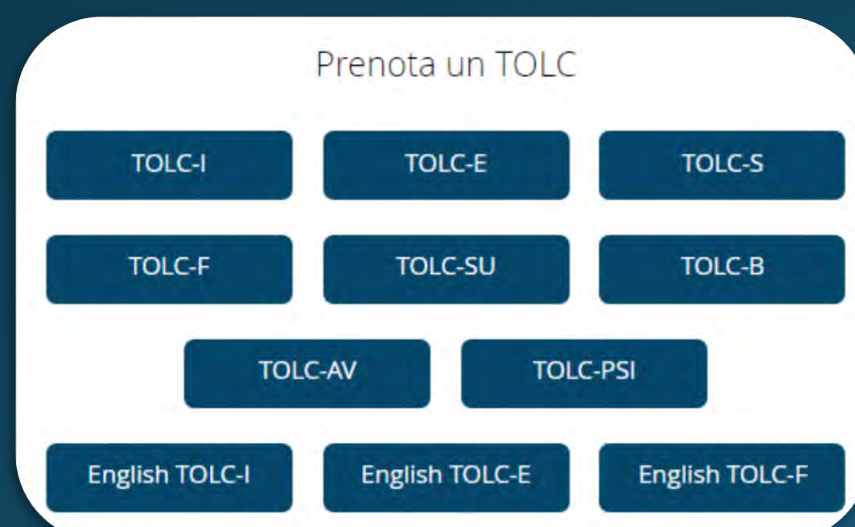 Prenota un TOLC
TOLC-I TOLC-E TOLC-S
TOLC-F TOLC-SU TOLC-B
TOLC-AV TOLC-PSI
English TOLC-I English TOLC-E English TOLC-F